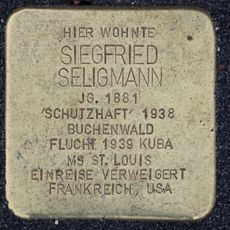 HIER WOHNTE
SIEGFRIED
SELIGMANN
JG. 1881
'SCHUTZHAFT' 1938
BUCHENWALD
FLUCHT 1939 KUBA
MS ST. LOUIS
EINREISE VERWEIGERT
FRANKREICH, USA